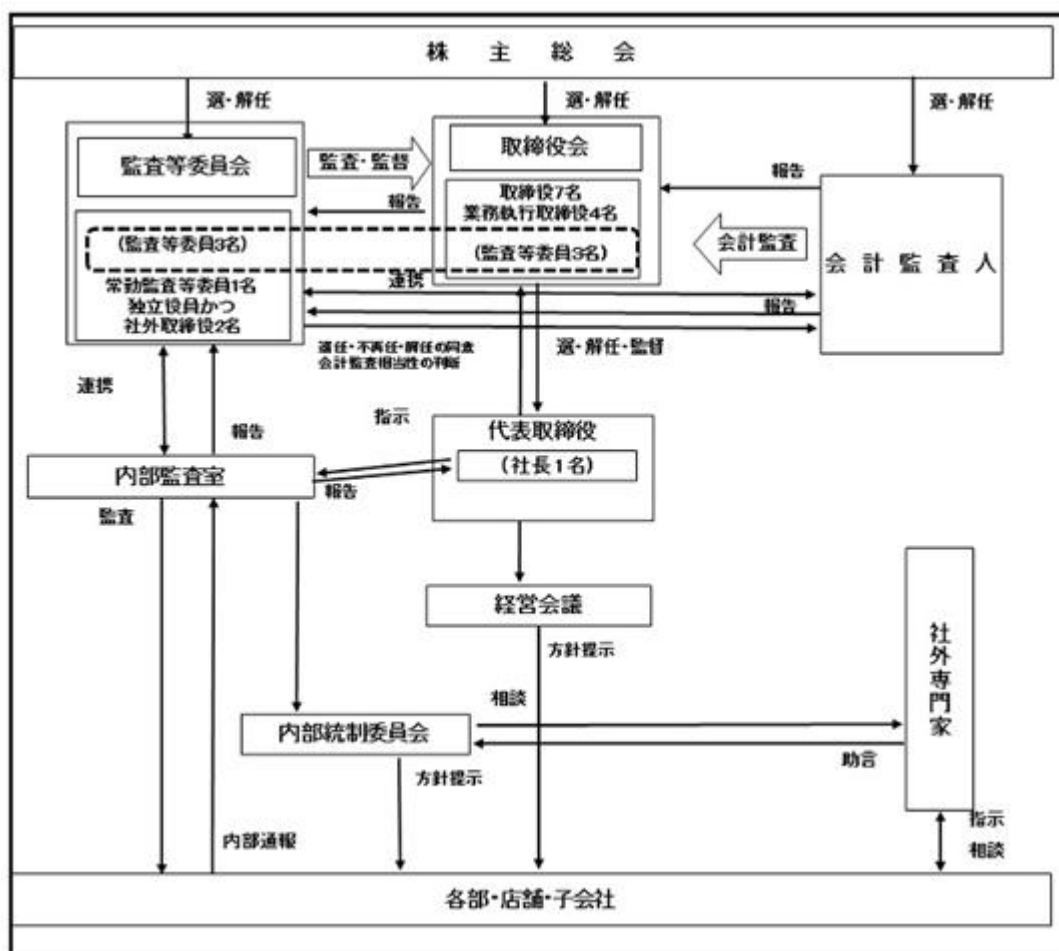 株主総会
選・解任
選・解任
選・解任
監査等委員会
監査・監督
取締役会
報告
取締役7名
業務執行取締役4名
報告
(監査等委員3名)
(監査等委員3名)
会計監査
会計監査人
常勤監査等委員1名
独立役員かつ
社外取締役2名
連携
報告
選任・不再任・解任の同意
会計監査相当性の判断
選・解任・監督
連携
報告
指示
代表取締役
(社長1名)
内部監査室
報告
監査
経営会議
方針提示
社外専門家
相談
内部統制委員会
助言
方針提示
内部通報
指示
相談
各部・店舗・子会社